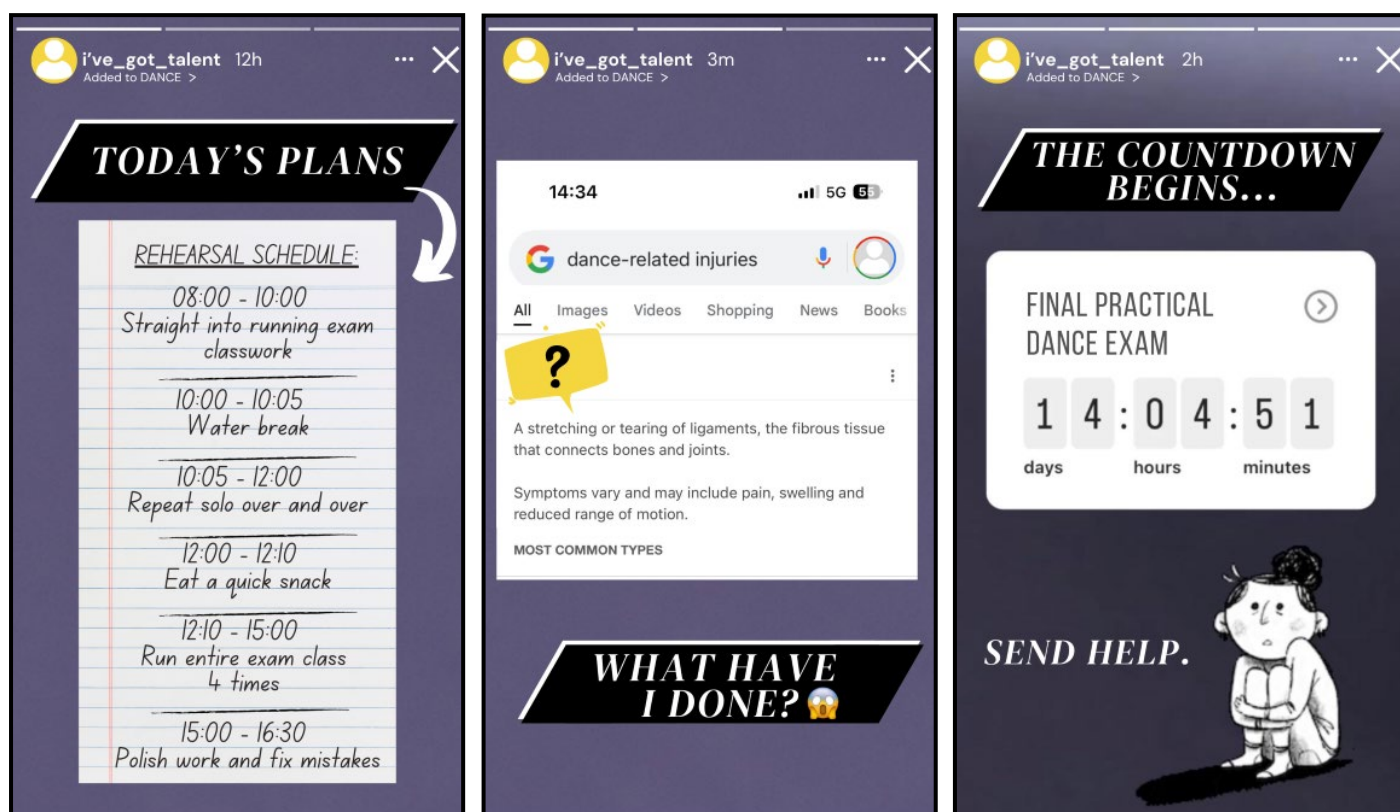 i've_got_talent 12h
Added to DANCE >
TODAY'S PLANS
REHEARSAL SCHEDULE:
08:00 - 10:00
Straight into running exam
classwork
10:00 - 10:05
Water break
10:05 - 12:00
Repeat solo over and over
12:00 - 12:10
Eat a quick snack
12:10 - 15:00
Run entire exam class
4 times
15:00 - 16:30
Polish work and fix mistakes
i've_got_talent 3m
Added to DANCE >
14:34 5G 55
dance-related injuries
All Images Videos Shopping News Books
?
A stretching or tearing of ligaments, the fibrous tissue
that connects bones and joints.
Symptoms vary and may include pain, swelling and
reduced range of motion.
MOST COMMON TYPES
WHAT HAVE
I DONE? 😱
i've_got_talent 2h
Added to DANCE >
THE COUNTDOWN
BEGINS...
FINAL PRACTICAL
DANCE EXAM
1 4 : 0 4 : 5 1
days hours minutes
SEND HELP.